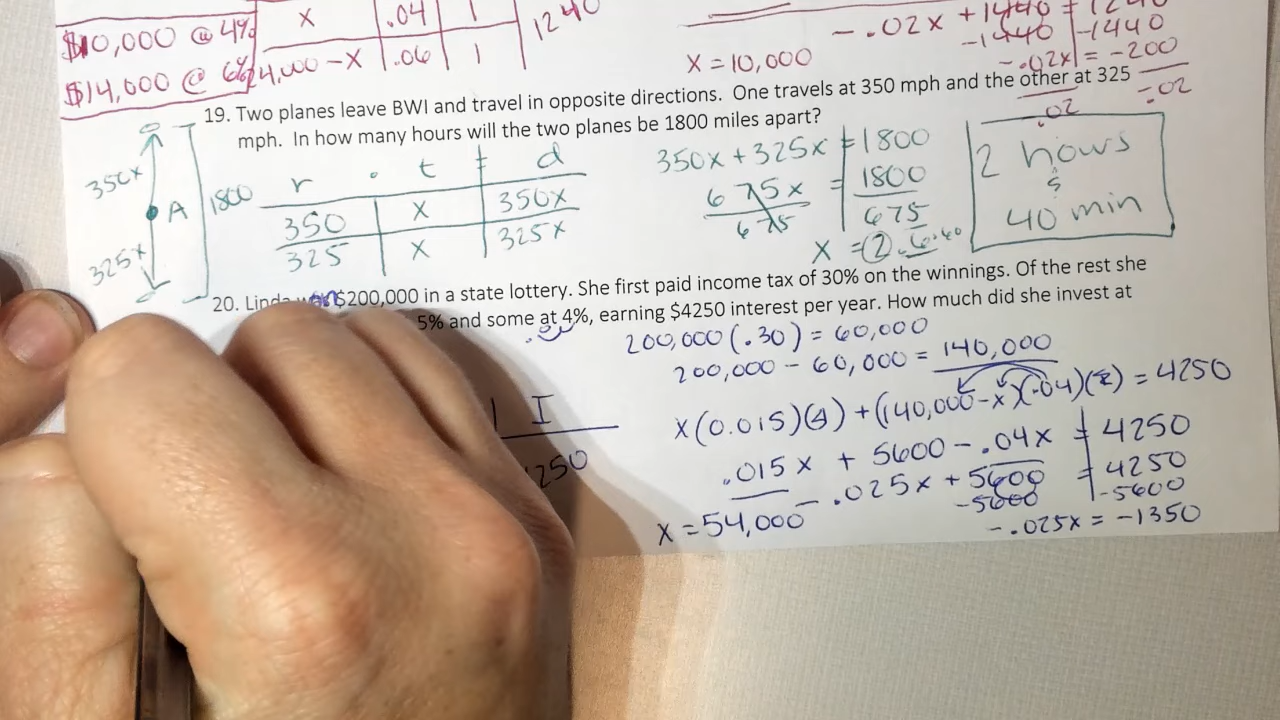 $10,000 @ 4%
$14,000 @ 6%
x .04 1
24,000 - x .06 1
1240
- .02x + 1440 = 1240
-1440 -1440
- .02x = -200
.02 -.02
x = 10,000
19. Two planes leave BWI and travel in opposite directions. One travels at 350 mph and the other at 325
mph. In how many hours will the two planes be 1800 miles apart?
350x
A
1800
325x
r . t = d
350 x 350x
325 x 325x
350x + 325x = 1800
675x = 1800
675 675
x = 2.
2 hours
&
40 min
20. Linda won $200,000 in a state lottery. She first paid income tax of 30% on the winnings. Of the rest she
5% and some at 4%, earning $4250 interest per year. How much did she invest at
200,000 (.30) = 60,000
200,000 - 60,000 = 140,000
x(0.015)(1) + (140,000 - x)(.04)(1) = 4250
.015x + 5600 - .04x = 4250
- .025x + 5600 = 4250
-5600 -5600
- .025x = -1350
x = 54,000
I
250